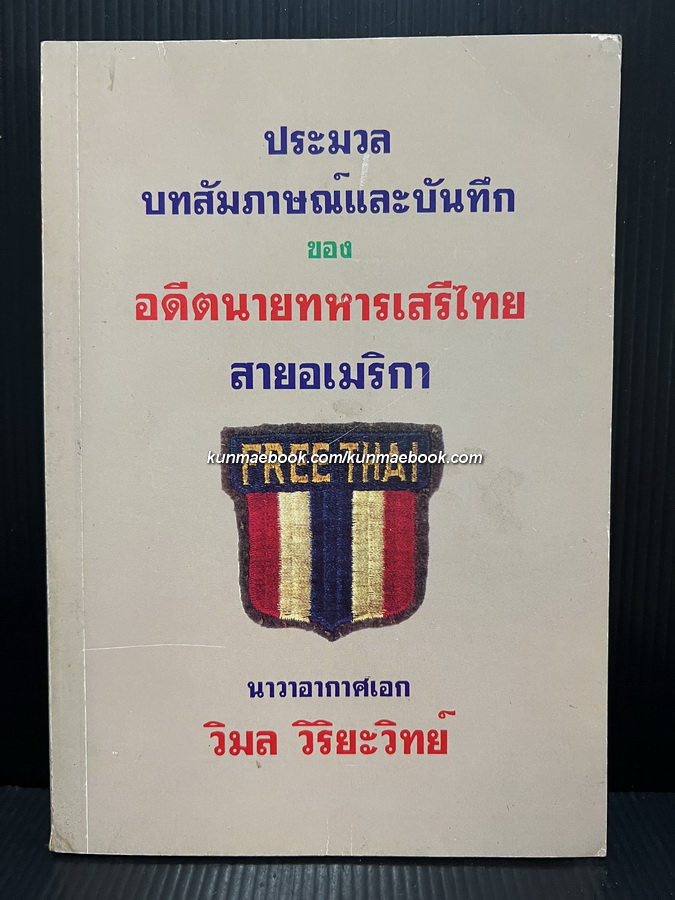 ประมวล
บทสัมภาษณ์และบันทึก
ของ
อดีตนายทหารเสรีไทย
สายอเมริกา
FREE THAI
kunmaebook.com/kunmaebook.com
นาวาอากาศเอก
วิมล วิริยะวิทย์